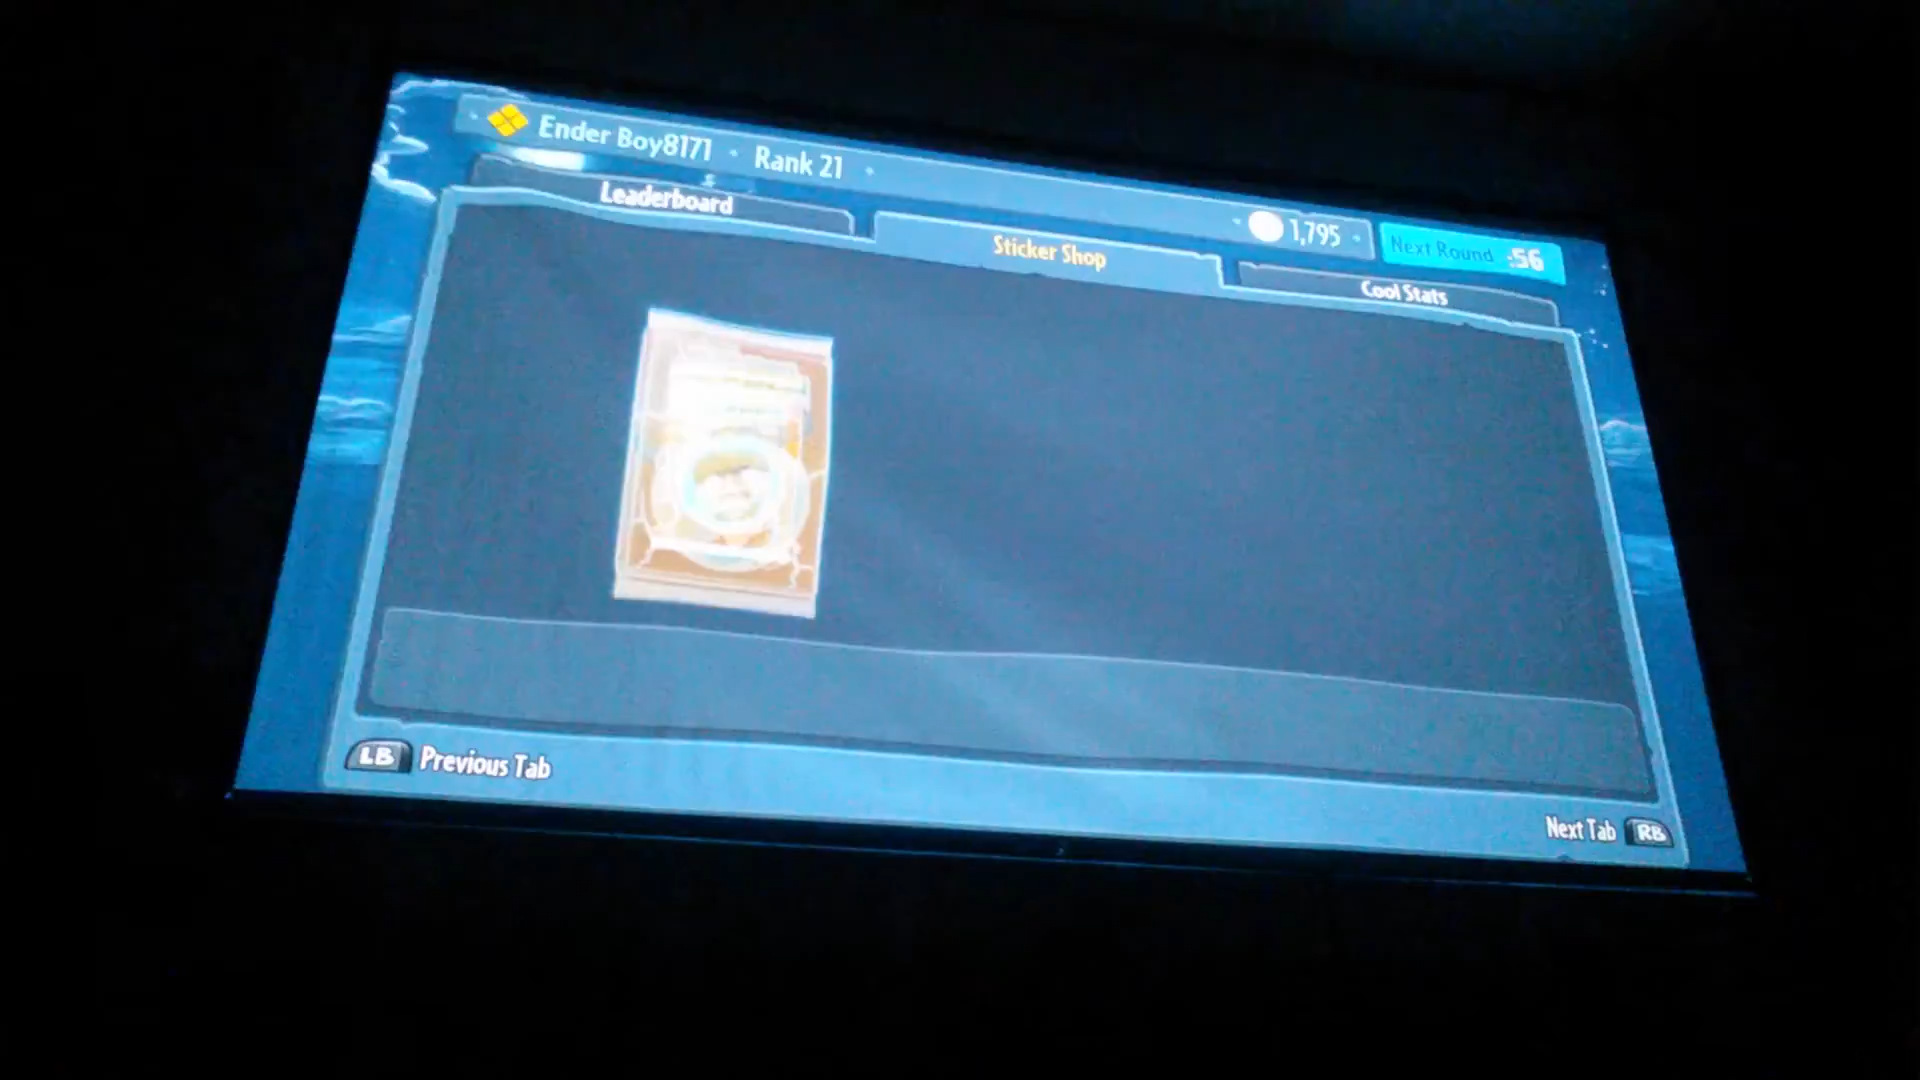 Ender Boy8171 · Rank 21
1,795
Next Round :56
Leaderboard
Sticker Shop
Cool Stats
LB Previous Tab
Next Tab RB